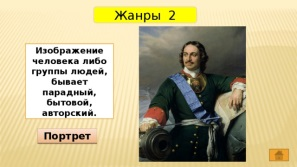 Жанры 2
Изображение
человека либо
группы людей,
бывает
парадный,
бытовой,
авторский.
Портрет